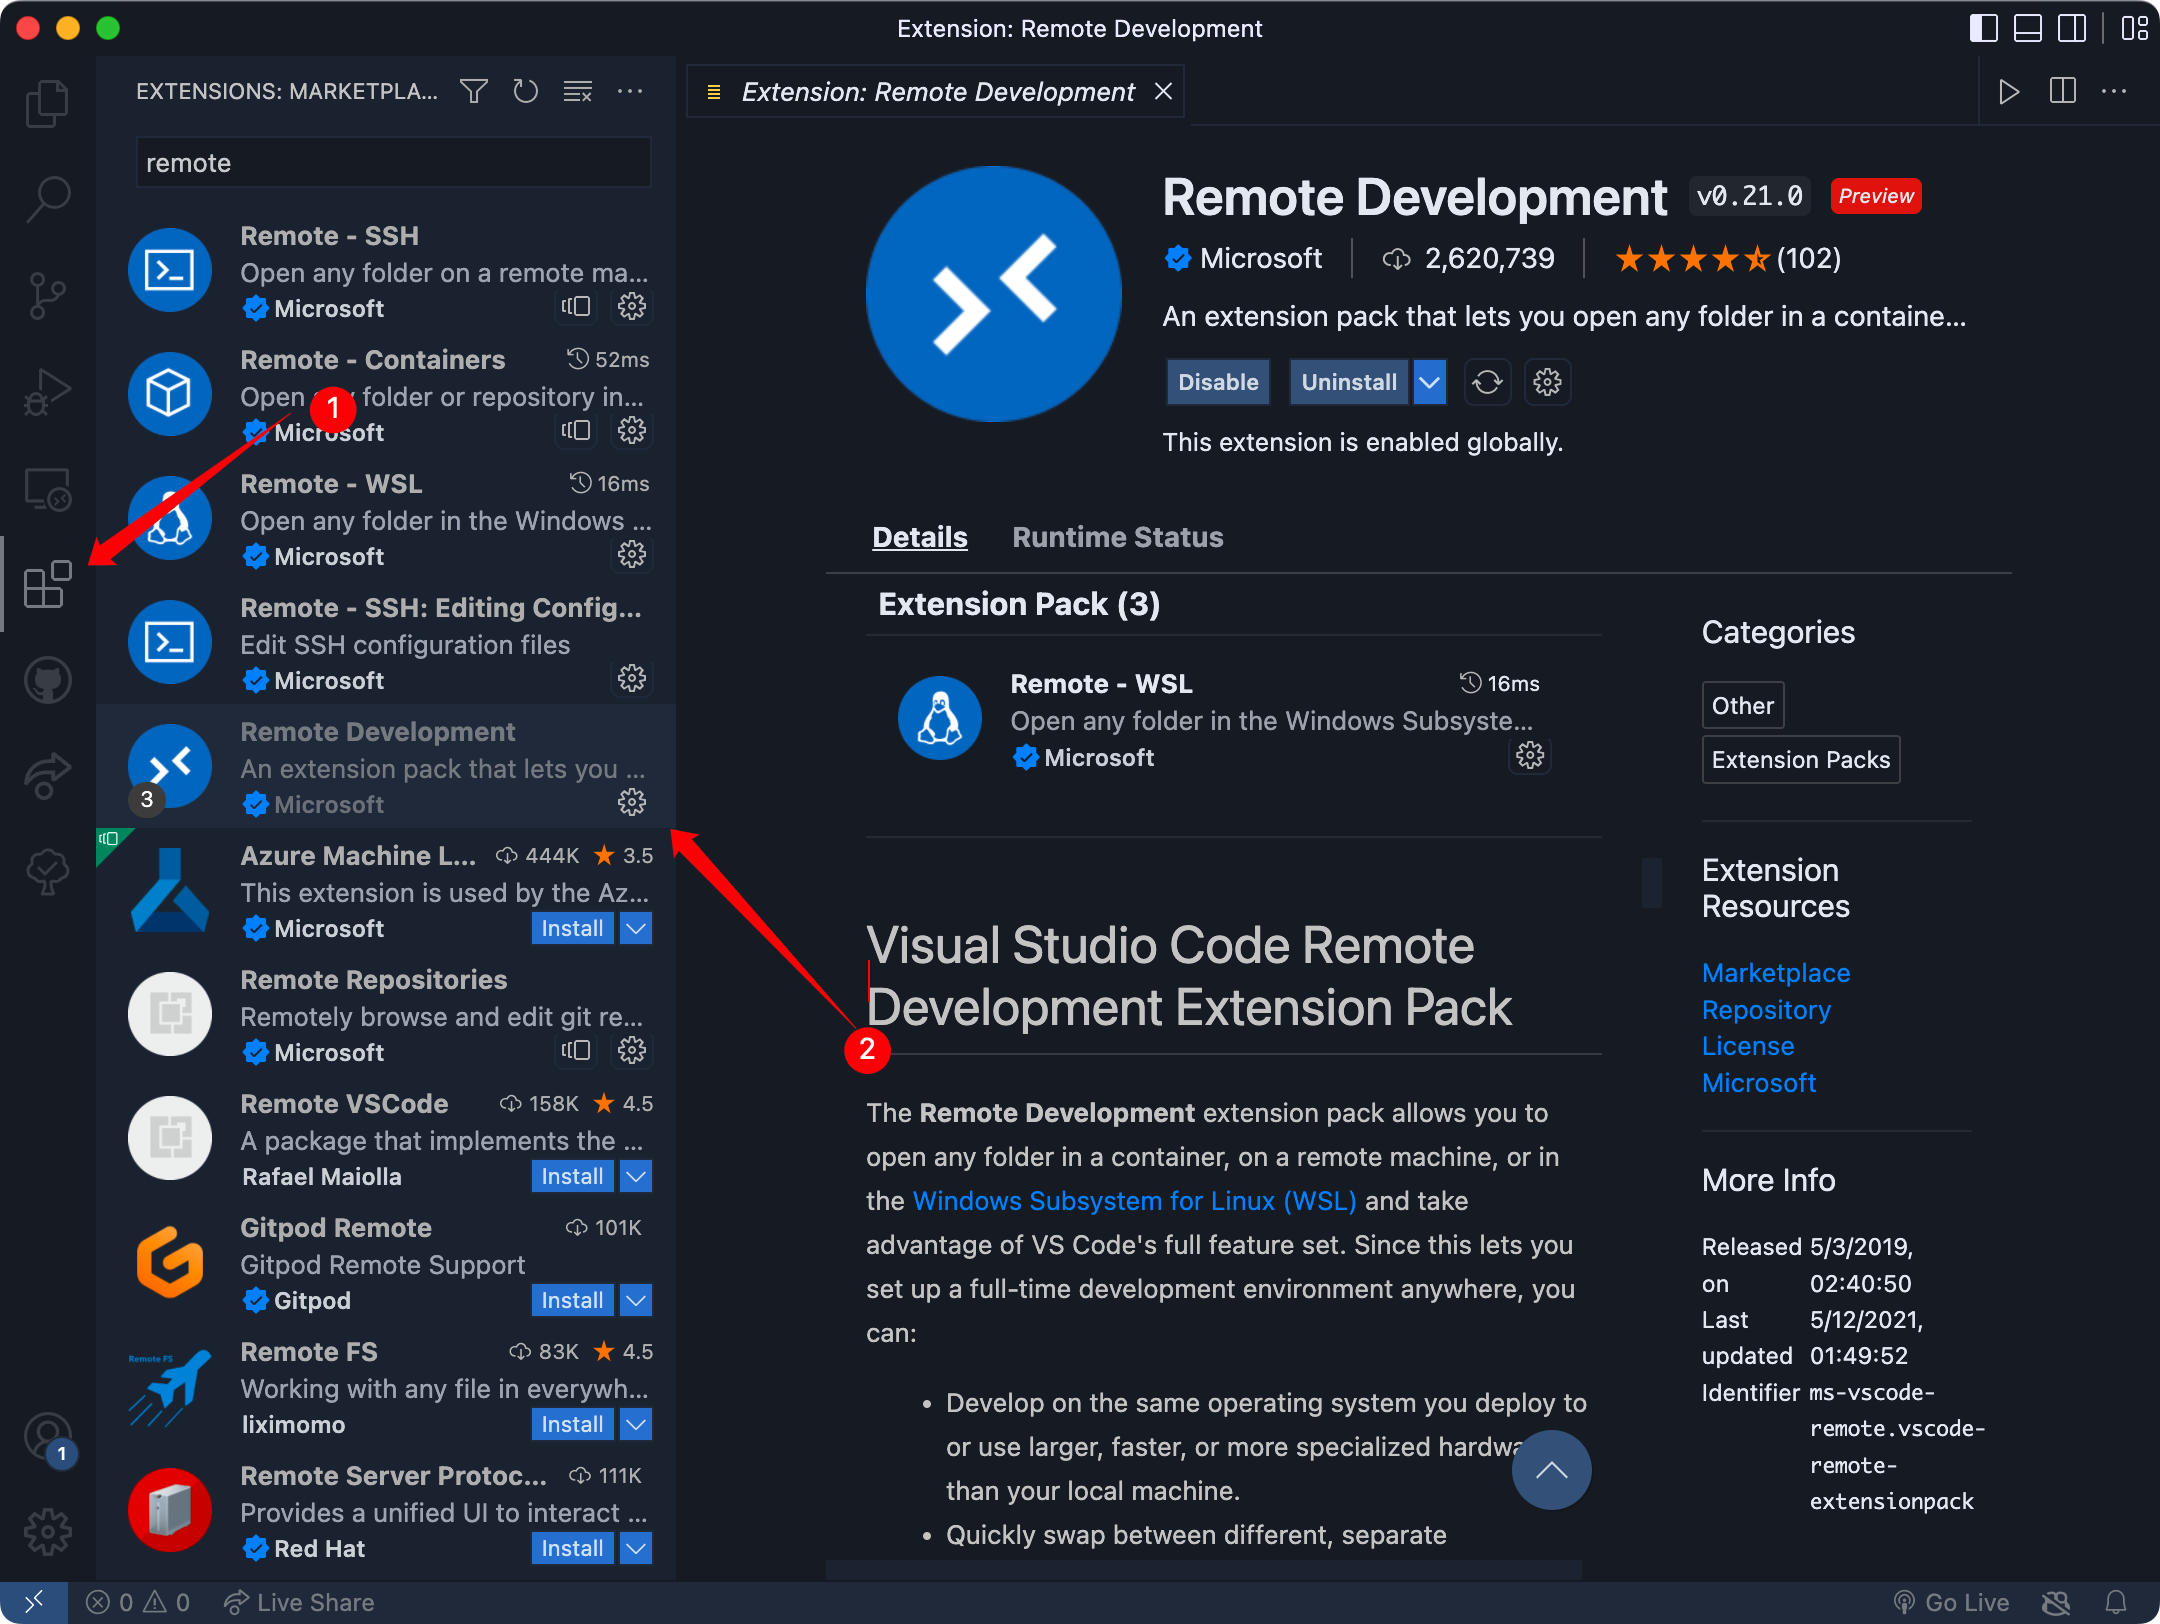 Extension: Remote Development
EXTENSIONS: MARKETPLA...
remote
Remote - SSH
Open any folder on a remote ma...
Microsoft
Remote - Containers 52ms
Open any folder or repository in...
Microsoft
1
Remote - WSL 16ms
Open any folder in the Windows ...
Microsoft
Remote - SSH: Editing Config...
Edit SSH configuration files
Microsoft
Remote Development
An extension pack that lets you ...
3
Microsoft
Azure Machine L... 444K 3.5
This extension is used by the Az...
Microsoft Install
Remote Repositories
Remotely browse and edit git re...
Microsoft
Remote VSCode 158K 4.5
A package that implements the ...
Rafael Maiolla Install
Gitpod Remote 101K
Gitpod Remote Support
Gitpod Install
Remote FS
Remote FS 83K 4.5
Working with any file in everywh...
liximomo Install
Remote Server Protoc... 111K
Provides a unified UI to interact ...
Red Hat Install
1
Extension: Remote Development
Remote Development v0.21.0 Preview
Microsoft 2,620,739 (102)
An extension pack that lets you open any folder in a containe...
Disable Uninstall
This extension is enabled globally.
Details Runtime Status
Extension Pack (3)
Remote - WSL 16ms
Open any folder in the Windows Subsyste...
Microsoft
Visual Studio Code Remote
Development Extension Pack
2
The Remote Development extension pack allows you to
open any folder in a container, on a remote machine, or in
the Windows Subsystem for Linux (WSL) and take
advantage of VS Code's full feature set. Since this lets you
set up a full-time development environment anywhere, you
can:
• Develop on the same operating system you deploy to
or use larger, faster, or more specialized hardwa
than your local machine.
• Quickly swap between different, separate
Categories
Other
Extension Packs
Extension
Resources
Marketplace
Repository
License
Microsoft
More Info
Released 5/3/2019,
on 02:40:50
Last 5/12/2021,
updated 01:49:52
Identifier ms-vscode-
remote.vscode-
remote-
extensionpack
0 0 Live Share
Go Live